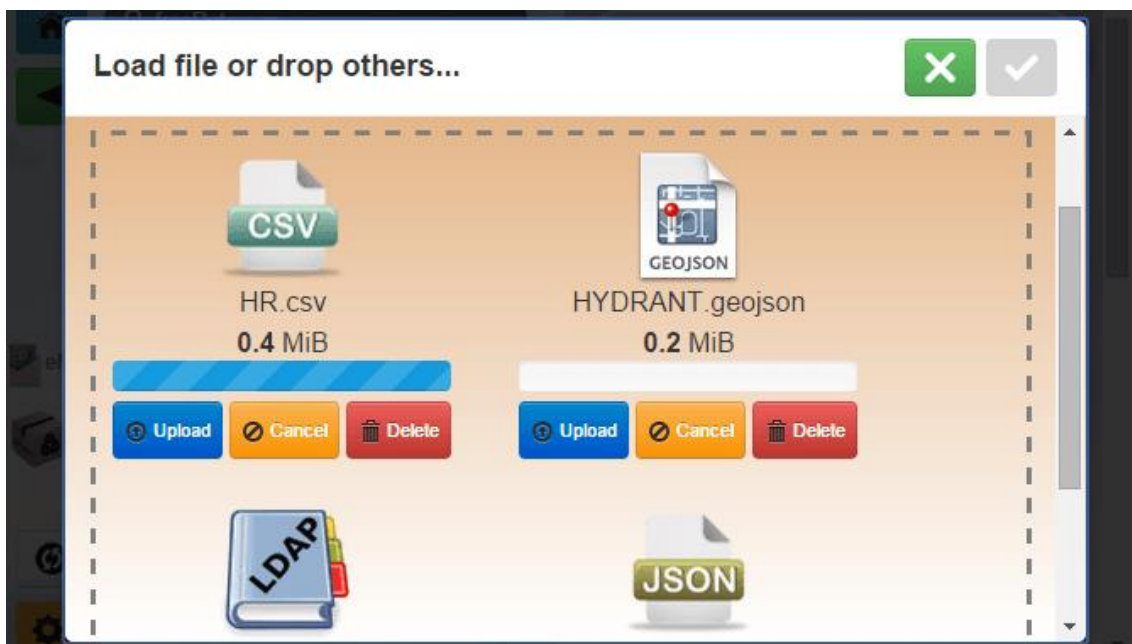 Load file or drop others...
CSV
GEOJSON
HR.csv
HYDRANT.geojson
0.4 MiB
0.2 MiB
Upload Cancel Delete
Upload Cancel Delete
LDAP
JSON